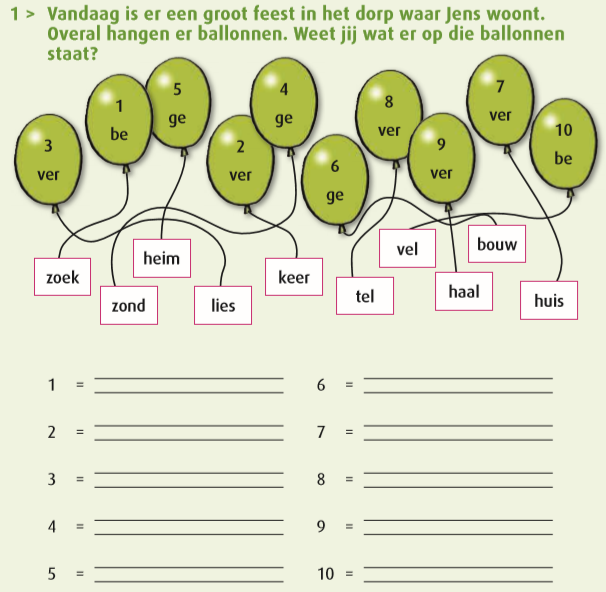 1 > Vandaag is er een groot feest in het dorp waar Jens woont.
Overal hangen er ballonnen. Weet jij wat er op die ballonnen
staat?
3
ver
1
be
5
ge
2
ver
4
ge
6
ge
8
ver
9
ver
7
ver
10
be
zoek
zond
heim
lies
keer
tel
vel
haal
bouw
huis
1 =
2 =
3 =
4 =
5 =
6 =
7 =
8 =
9 =
10 =